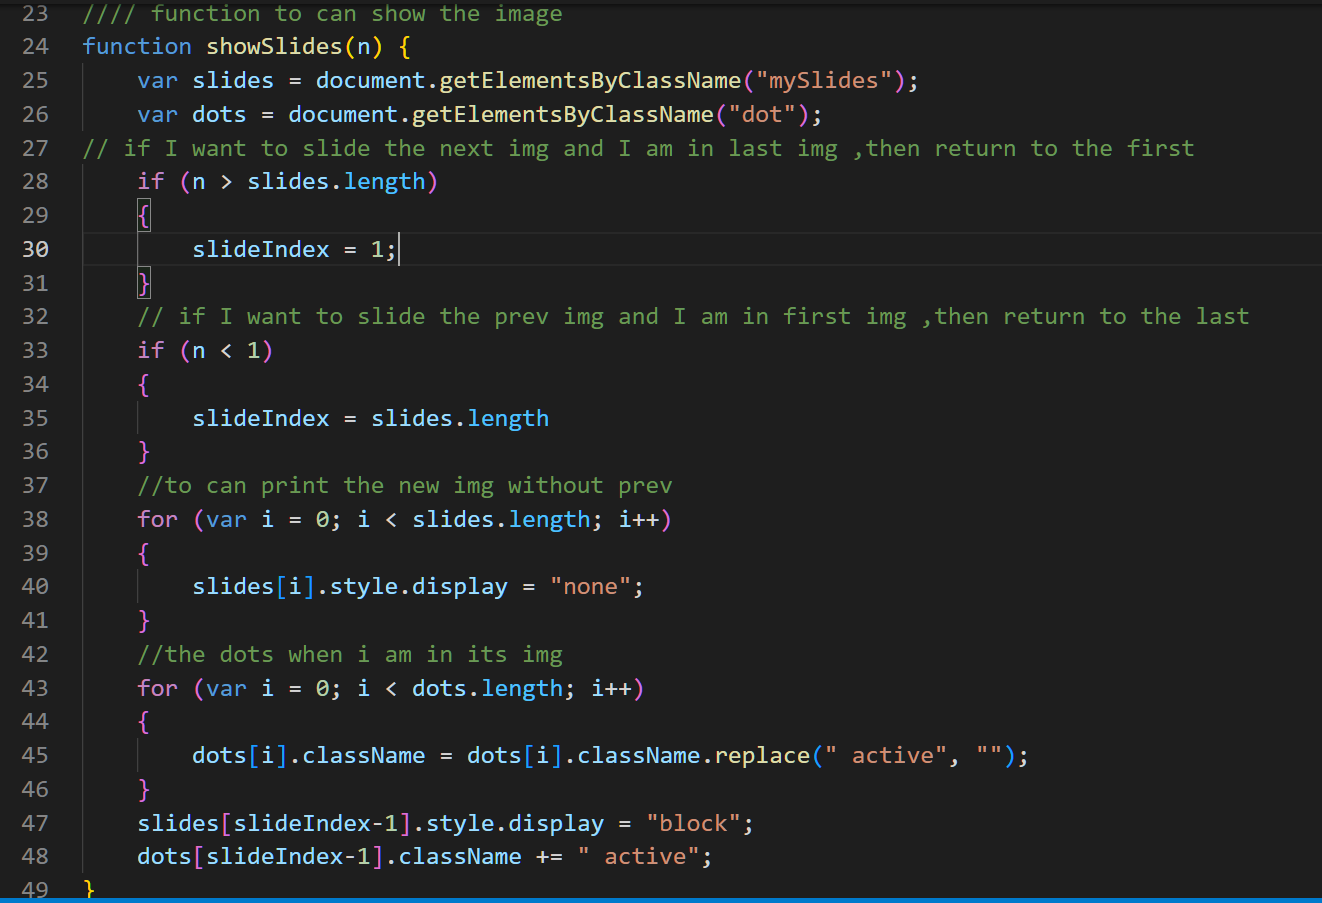 23 //// function to can show the image
24 function showSlides(n) {
25     var slides = document.getElementsByClassName("mySlides");
26     var dots = document.getElementsByClassName("dot");
27 // if I want to slide the next img and I am in last img ,then return to the first
28     if (n > slides.length)
29     {
30         slideIndex = 1;
31     }
32     // if I want to slide the prev img and I am in first img ,then return to the last
33     if (n < 1)
34     {
35         slideIndex = slides.length
36     }
37     //to can print the new img without prev
38     for (var i = 0; i < slides.length; i++)
39     {
40         slides[i].style.display = "none";
41     }
42     //the dots when i am in its img
43     for (var i = 0; i < dots.length; i++)
44     {
45         dots[i].className = dots[i].className.replace(" active", "");
46     }
47     slides[slideIndex-1].style.display = "block";
48     dots[slideIndex-1].className += " active";
49 }